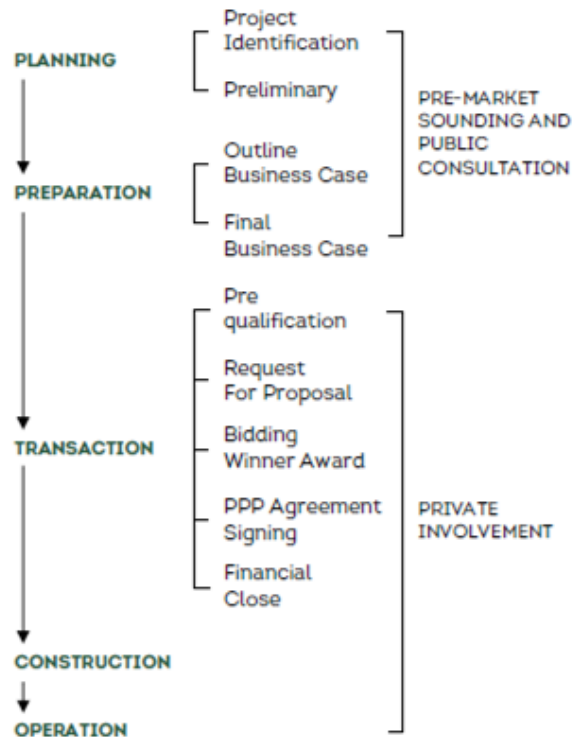 PLANNING
Project
Identification
Preliminary
PRE-MARKET
SOUNDING AND
PUBLIC
CONSULTATION
PREPARATION
Outline
Business Case
Final
Business Case
TRANSACTION
Pre
qualification
Request
For Proposal
Bidding
Winner Award
PPP Agreement
Signing
Financial
Close
PRIVATE
INVOLVEMENT
CONSTRUCTION
OPERATION